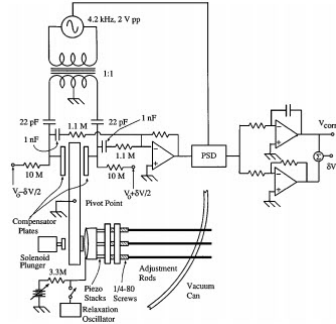 4.2 kHz, 2 V pp
1:1
22 pF
22 pF
1.1 M
1 nF
1 nF
1.1 M
10 M
10 M
V₀-δV/2
V₀+δV/2
PSD
V_corr
Σ
δV
Pivot Point
Compensator
Plates
Solenoid
Plunger
3.3M
Piezo
Stacks
1/4-80
Screws
Adjustment
Rods
Vacuum
Can
Relaxation
Oscillator